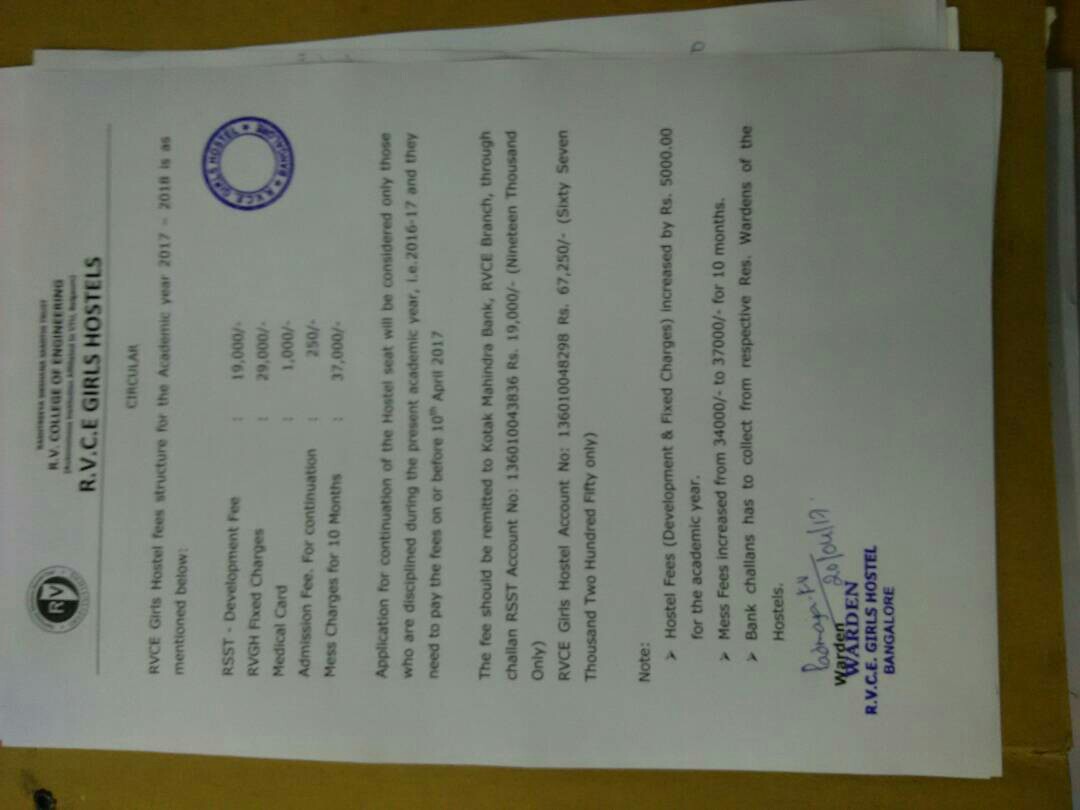 RASHTREEYA SIKSHANA SAMITHI TRUST
R.V. COLLEGE OF ENGINEERING
(Autonomous Institution Affiliated to VTU, Belgaum)
R.V.C.E GIRLS HOSTELS
RV
CIRCULAR
RVCE Girls Hostel fees structure for the Academic year 2017 - 2018 is as
mentioned below:
R.V.C.E. GIRLS HOSTEL ★ BANGALORE ★
RSST - Development Fee : 19,000/-
RVGH Fixed Charges : 29,000/-
Medical Card : 1,000/-
Admission Fee. For continuation : 250/-
Mess Charges for 10 Months : 37,000/-
Application for continuation of the Hostel seat will be considered only those
who are disciplined during the present academic year, i.e.2016-17 and they
need to pay the fees on or before 10th April 2017
The fee should be remitted to Kotak Mahindra Bank, RVCE Branch, through
challan RSST Account No: 136010043836 Rs. 19,000/- (Nineteen Thousand
Only)
RVCE Girls Hostel Account No: 136010048298 Rs. 67,250/- (Sixty Seven
Thousand Two Hundred Fifty only)
Note:
➢ Hostel Fees (Development & Fixed Charges) increased by Rs. 5000.00
for the academic year.
➢ Mess Fees increased from 34000/- to 37000/- for 10 months.
➢ Bank challans has to collect from respective Res. Wardens of the
Hostels.
Warden
WARDEN
R.V.C.E. GIRLS HOSTEL
BANGALORE